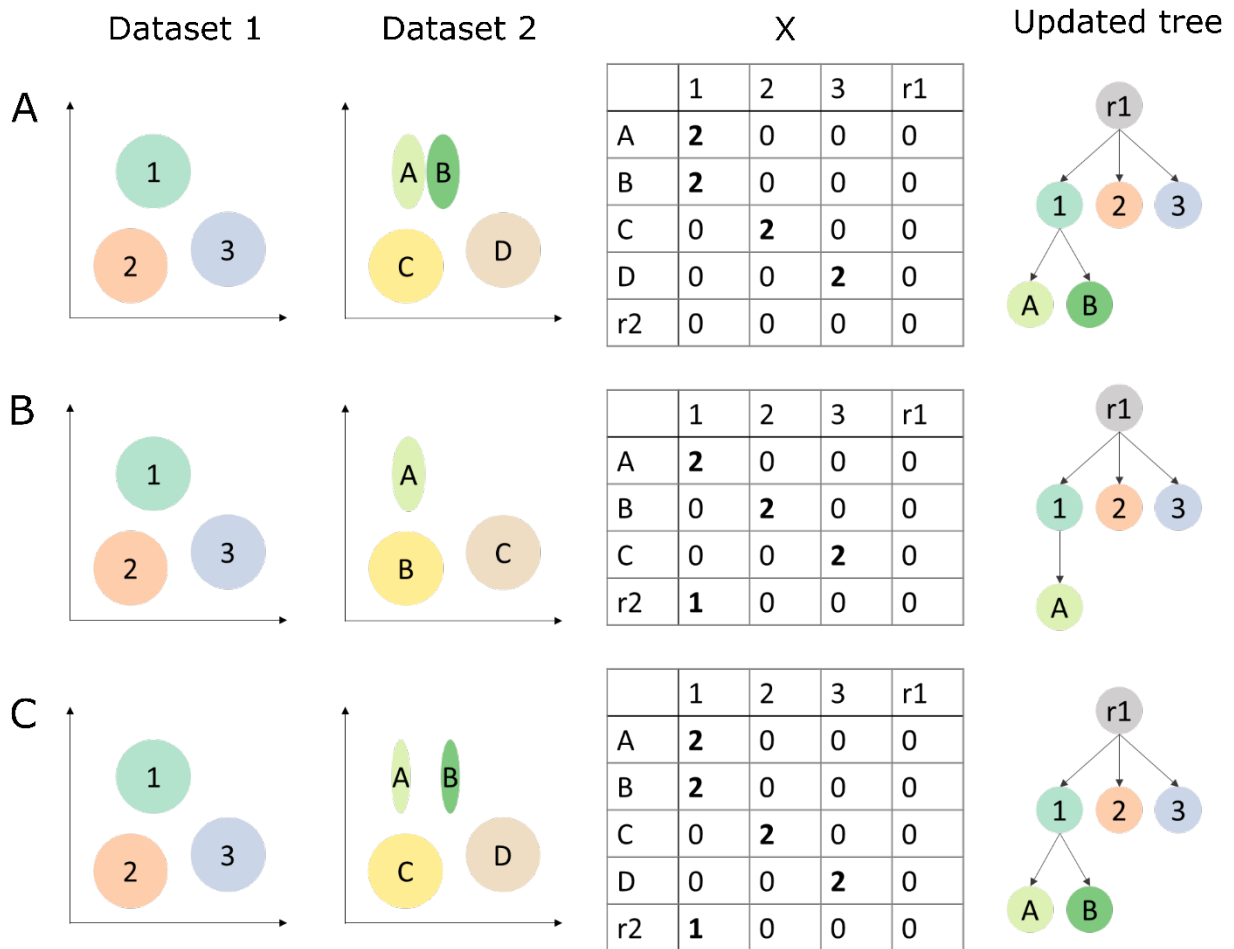 Dataset 1 Dataset 2 X Updated tree
A
1
2
3
A B
C
D
1 2 3 r1
A 2 0 0 0
B 2 0 0 0
C 0 2 0 0
D 0 0 2 0
r2 0 0 0 0
r1
1 2 3
A B
B
1
2
3
A
B
C
1 2 3 r1
A 2 0 0 0
B 0 2 0 0
C 0 0 2 0
r2 1 0 0 0
r1
1 2 3
A
C
1
2
3
A B
C
D
1 2 3 r1
A 2 0 0 0
B 2 0 0 0
C 0 2 0 0
D 0 0 2 0
r2 1 0 0 0
r1
1 2 3
A B